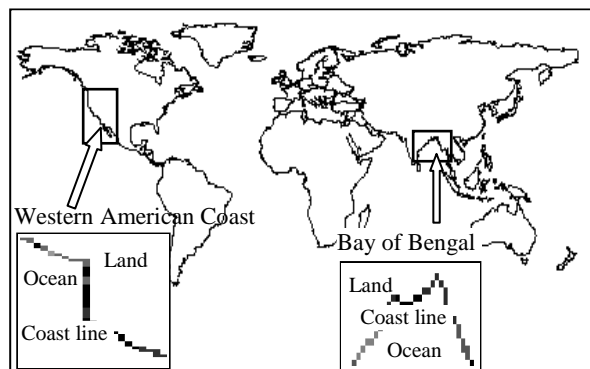 Western American Coast
Bay of Bengal
Ocean
Land
Coast line
Land
Coast line
Ocean